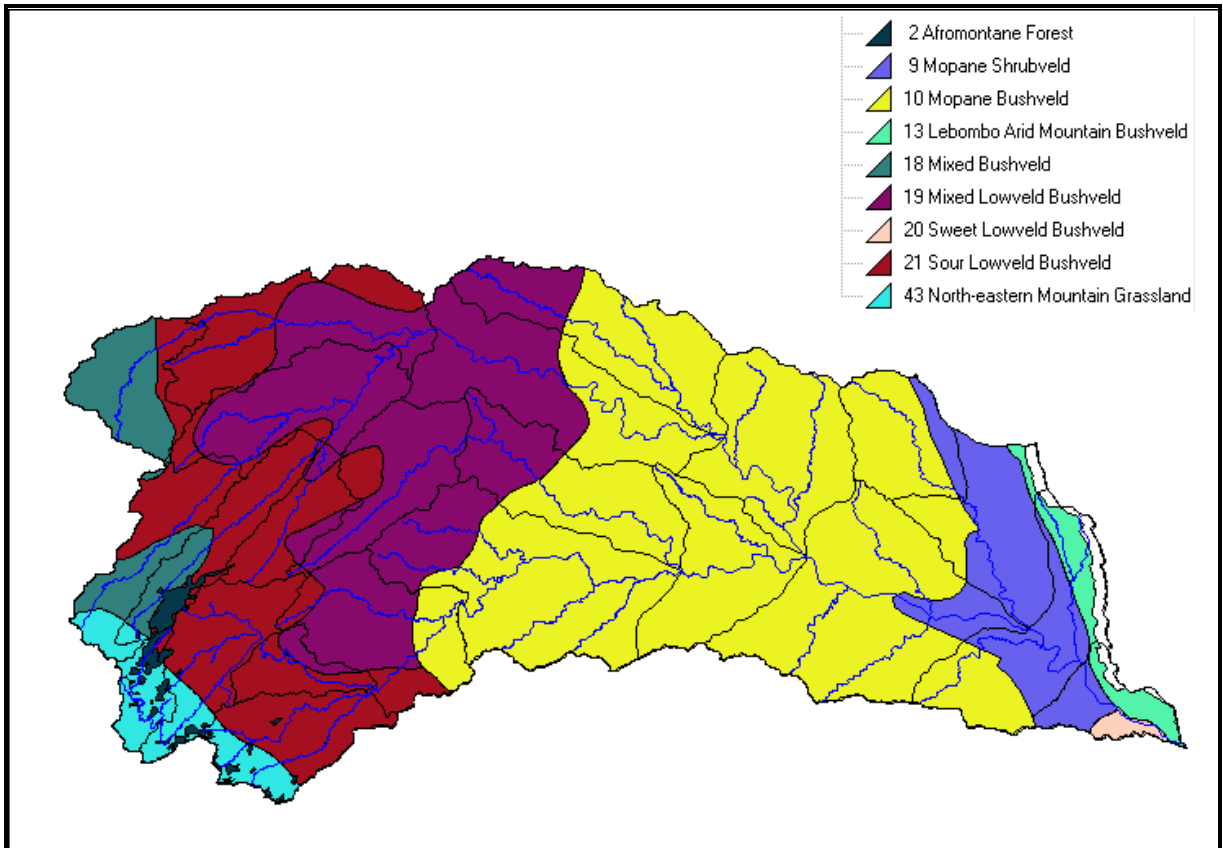 2 Afromontane Forest
9 Mopane Shrubveld
10 Mopane Bushveld
13 Lebombo Arid Mountain Bushveld
18 Mixed Bushveld
19 Mixed Lowveld Bushveld
20 Sweet Lowveld Bushveld
21 Sour Lowveld Bushveld
43 North-eastern Mountain Grassland